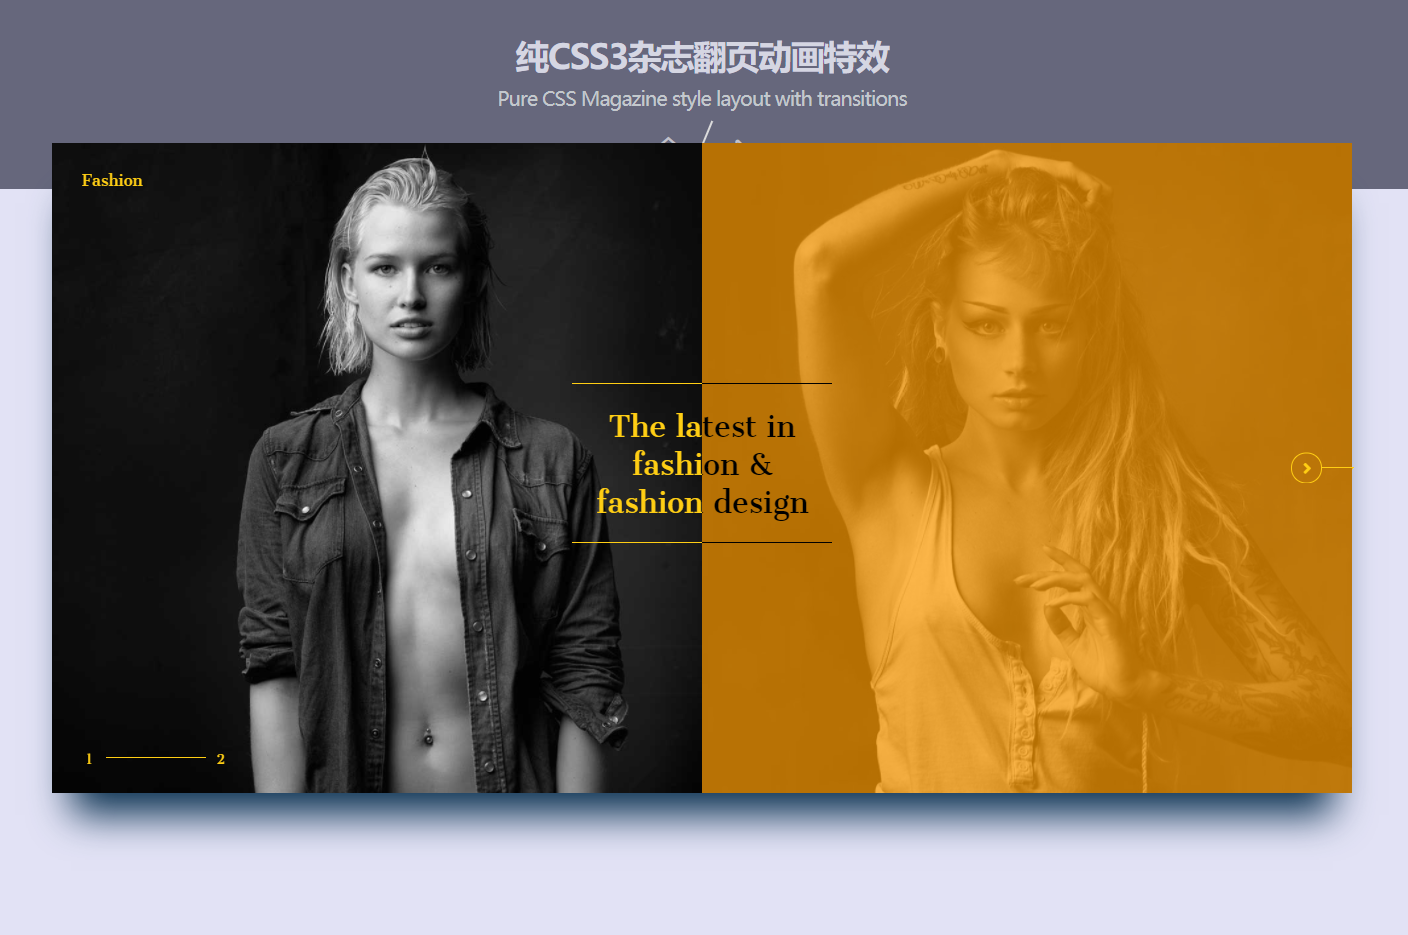 纯CSS3杂志翻页动画特效
Pure CSS Magazine style layout with transitions
Fashion
The latest in
fashion &
fashion design
1 2